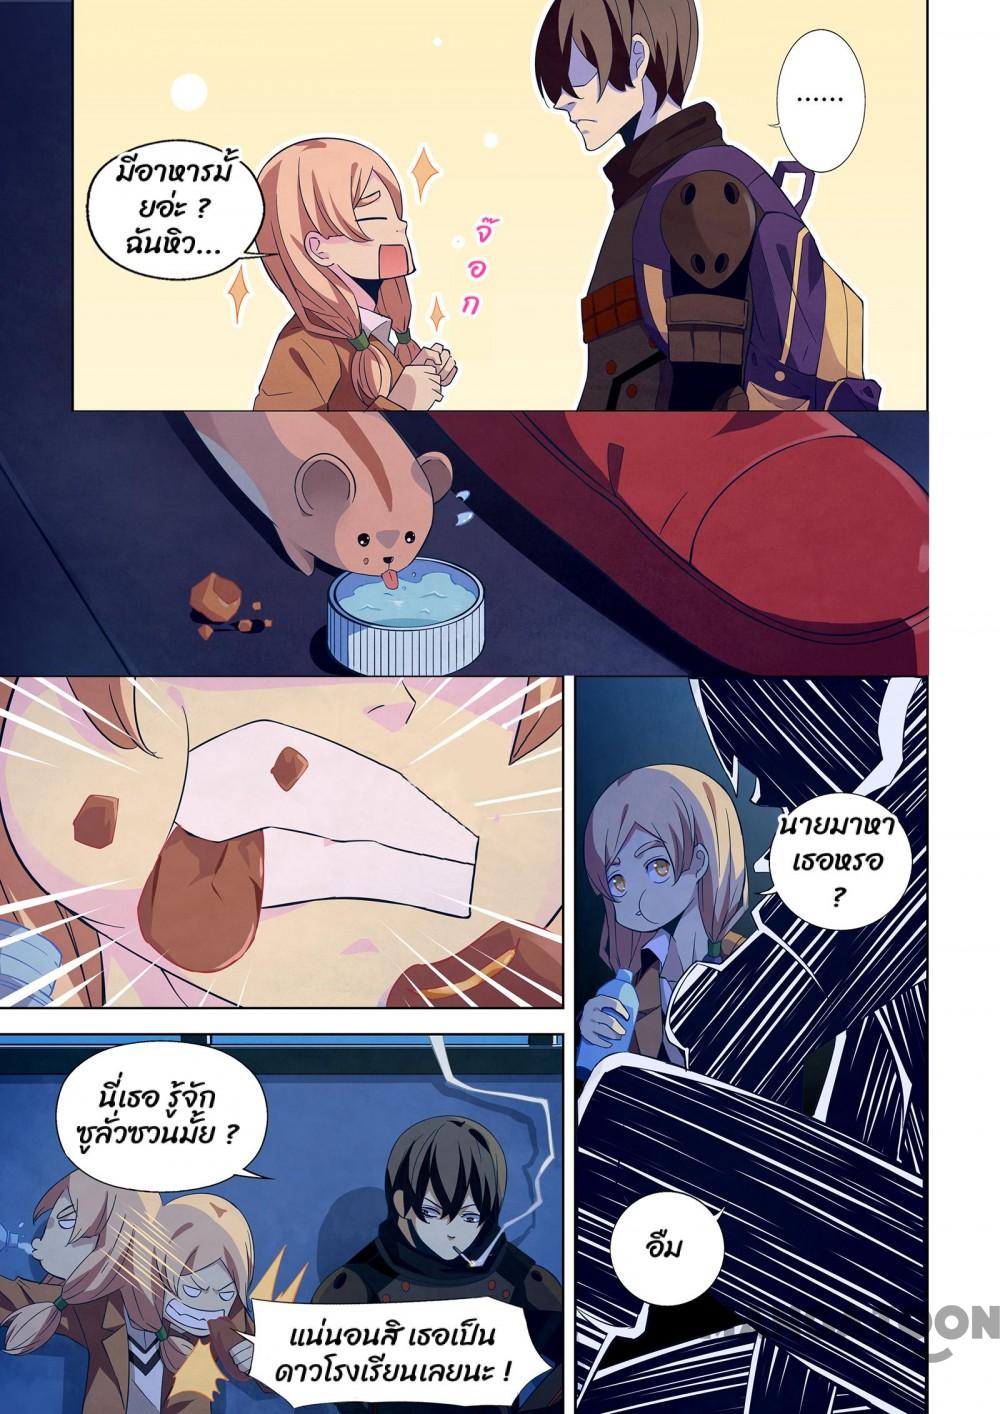 ......
มีอาหารมั้
ยอ่ะ ?
ฉันหิว...
จ๊อก
นายมาหา
เธอหรอ
?
อืม
นี่เธอ รู้จัก
ซูลั่วซวนมั้ย ?
แน่นอนสิ เธอเป็น
ดาวโรงเรียนเลยนะ !